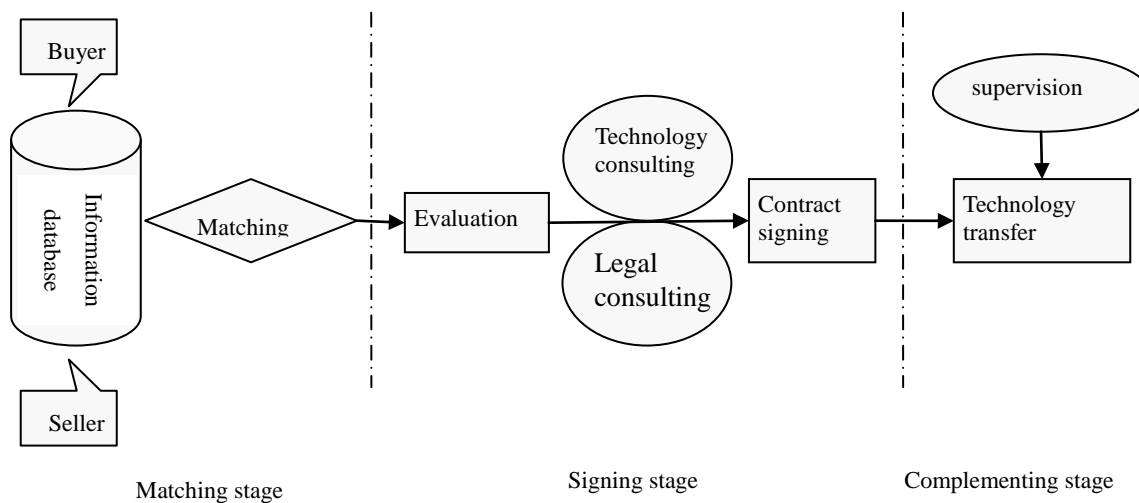 Buyer
Information
database
Seller
Matching
Evaluation
Technology
consulting
Legal
consulting
Contract
signing
supervision
Technology
transfer
Matching stage
Signing stage
Complementing stage